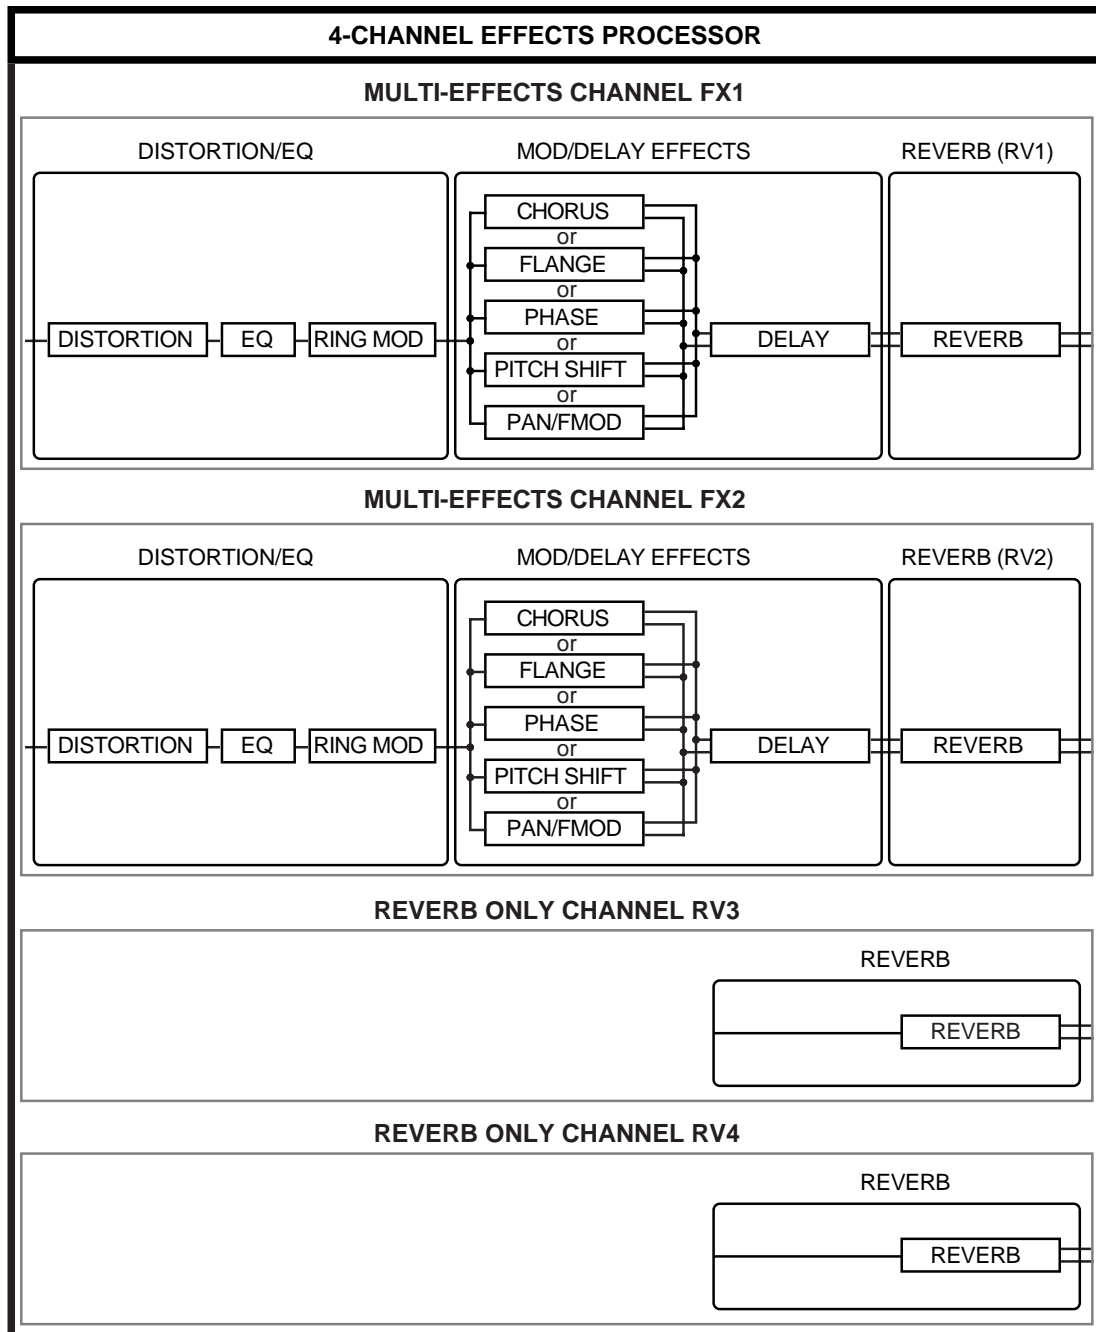 4-CHANNEL EFFECTS PROCESSOR
MULTI-EFFECTS CHANNEL FX1
DISTORTION/EQ MOD/DELAY EFFECTS REVERB (RV1)
CHORUS
or
FLANGE
or
PHASE
DISTORTION EQ RING MOD or DELAY REVERB
PITCH SHIFT
or
PAN/FMOD
MULTI-EFFECTS CHANNEL FX2
DISTORTION/EQ MOD/DELAY EFFECTS REVERB (RV2)
CHORUS
or
FLANGE
or
PHASE
DISTORTION EQ RING MOD or DELAY REVERB
PITCH SHIFT
or
PAN/FMOD
REVERB ONLY CHANNEL RV3
REVERB
REVERB
REVERB ONLY CHANNEL RV4
REVERB
REVERB